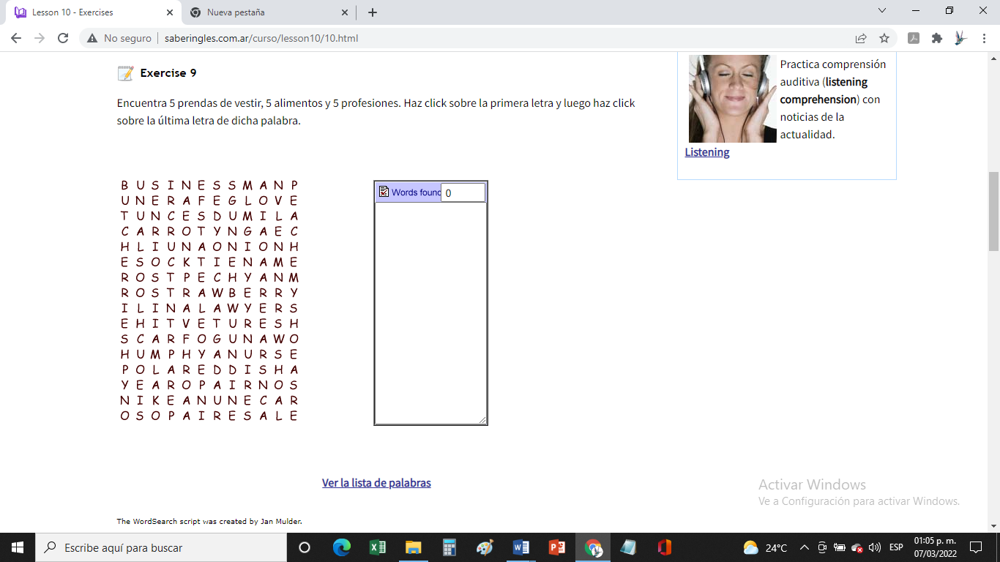 Lesson 10 - Exercises
Nueva pestaña
No seguro
saberingles.com.ar/curso/lesson10/10.html
Exercise 9
Encuentra 5 prendas de vestir, 5 alimentos y 5 profesiones. Haz click sobre la primera letra y luego haz click
sobre la última letra de dicha palabra.
Practica comprensión
auditiva (listening
comprehension) con
noticias de la
actualidad.
Listening
B U S I N E S S M A N P
U N E R A F E G L O V E
T U N C E S D U M I L A
C A R R O T Y N G A E C
H L I U N A O N I O N H
E S O C K T I E N A M E
R O S T P E C H Y A N M
R O S T R A W B E R R Y
I L I N A L A W Y E R S
E H I T V E T U R E S H
S C A R F O G U N A W O
H U M P H Y A N U R S E
P O L A R E D D I S H A
Y E A R O P A I R N O S
N I K E A N U N E C A R
O S O P A I R E S A L E
Words found
0
Ver la lista de palabras
The WordSearch script was created by Jan Mulder.
Activar Windows
Ve a Configuración para activar Windows.
Escribe aquí para buscar
24°C
ESP
01:05 p. m.
07/03/2022